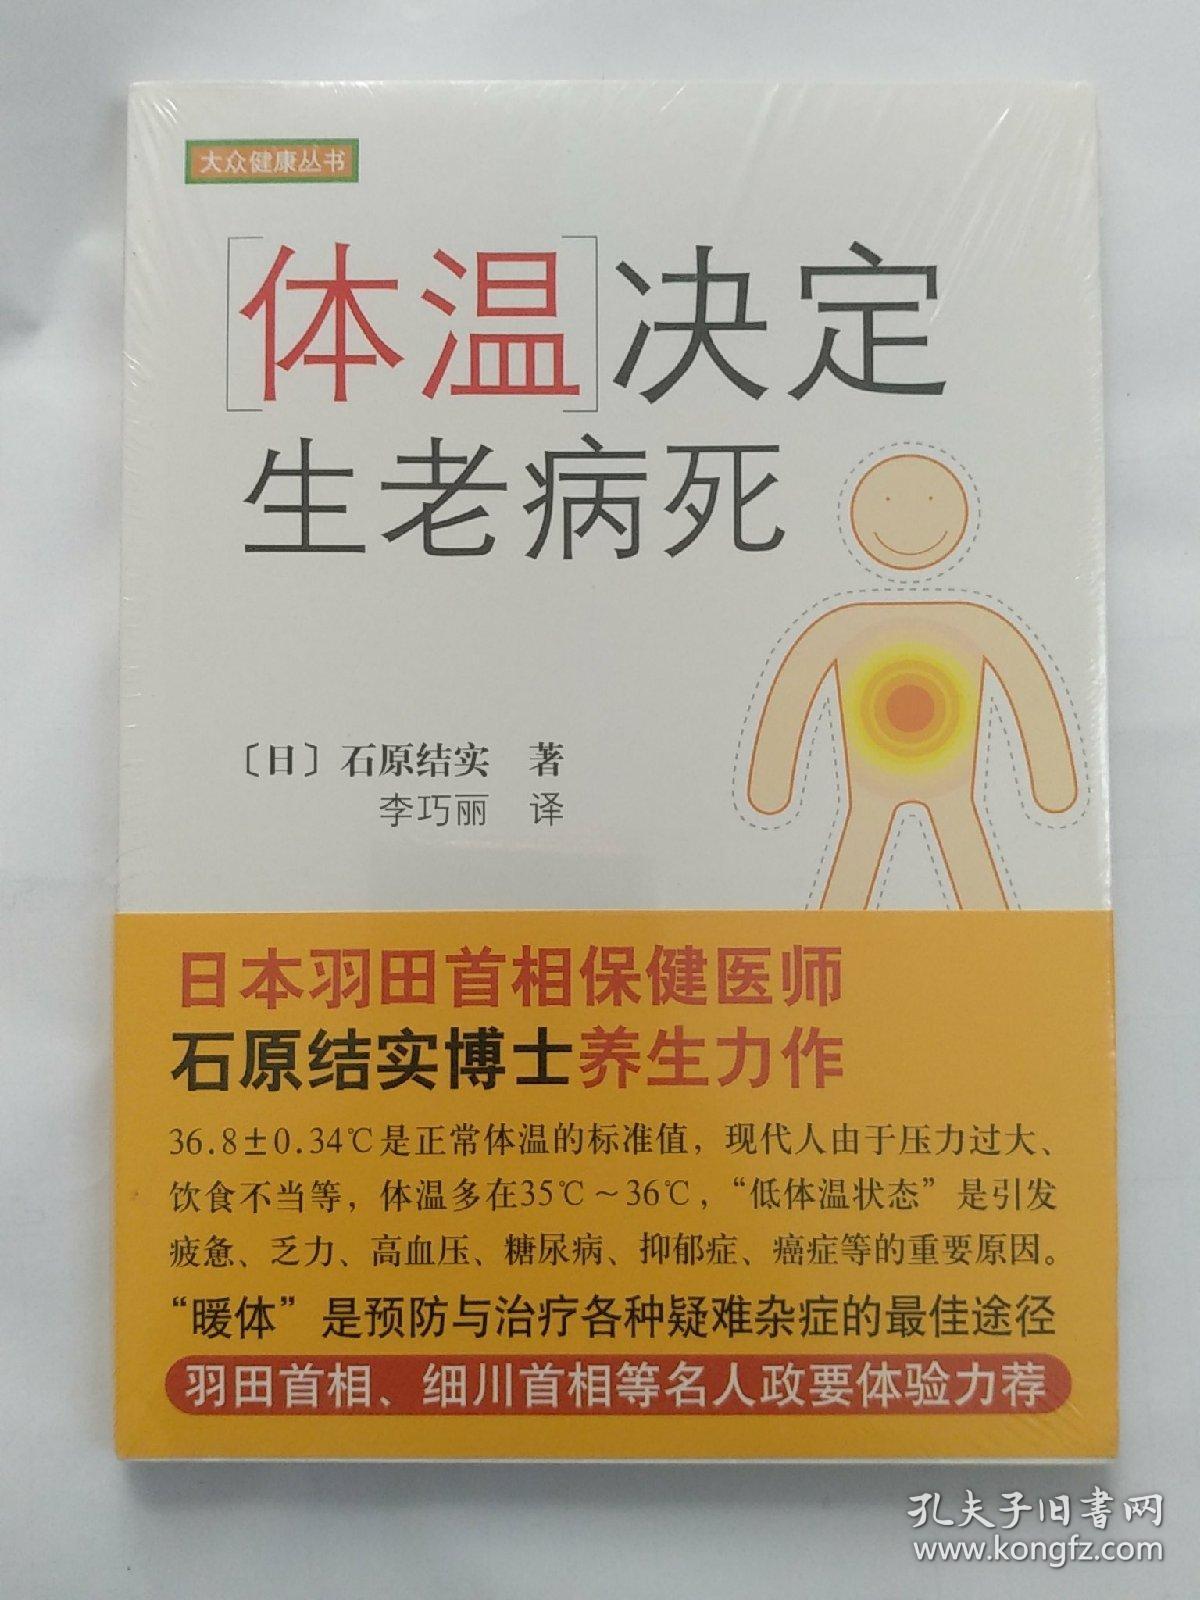 大众健康丛书
[体温]决定
生老病死
〔日〕石原结实 著
李巧丽 译
日本羽田首相保健医师
石原结实博士养生力作
36.8±0.34℃是正常体温的标准值，现代人由于压力过大、
饮食不当等，体温多在35℃～36℃，“低体温状态”是引发
疲惫、乏力、高血压、糖尿病、抑郁症、癌症等的重要原因。
“暖体”是预防与治疗各种疑难杂症的最佳途径
羽田首相、细川首相等名人政要体验力荐
孔夫子旧书网
www.kongfz.com